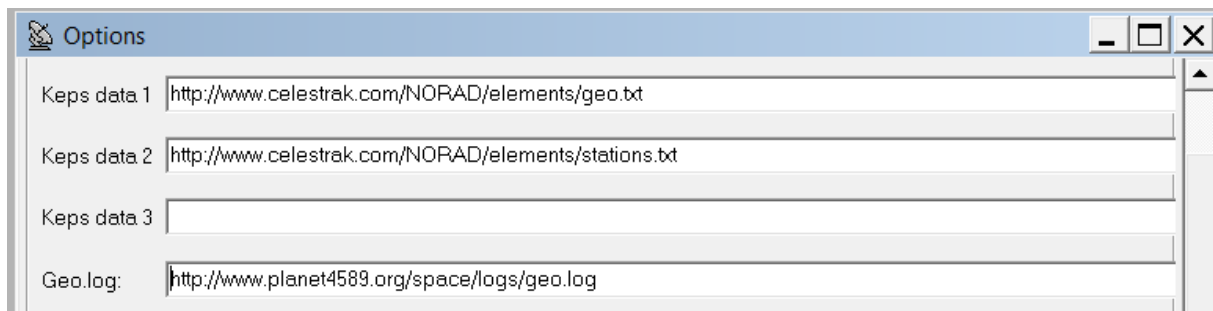 Options
Keps data 1 http://www.celestrak.com/NORAD/elements/geo.txt
Keps data 2 http://www.celestrak.com/NORAD/elements/stations.txt
Keps data 3
Geo.log: http://www.planet4589.org/space/logs/geo.log